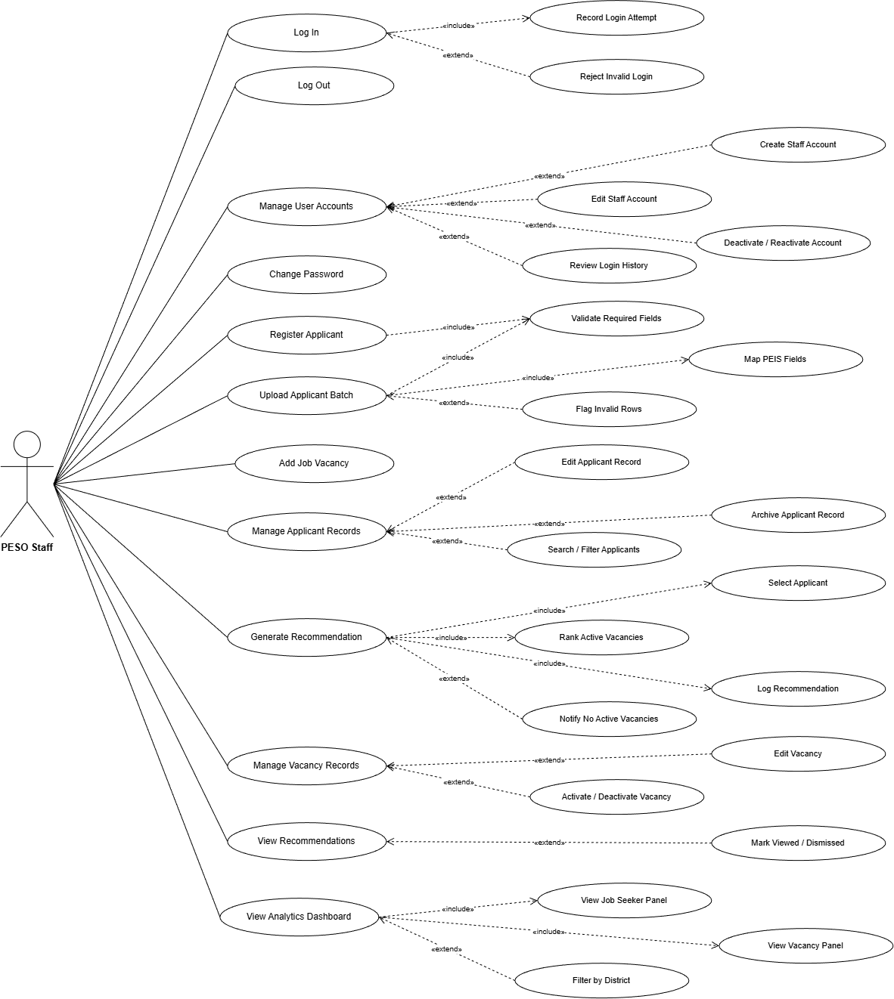 Record Login Attempt
Log In
«include»
«extend»
Reject Invalid Login
Log Out
Create Staff Account
«extend»
Edit Staff Account
Manage User Accounts
«extend»
«extend»
Deactivate / Reactivate Account
«extend»
Review Login History
Change Password
Validate Required Fields
Register Applicant
«include»
«include»
Map PEIS Fields
«include»
Upload Applicant Batch
«extend»
Flag Invalid Rows
Add Job Vacancy
Edit Applicant Record
«extend»
Archive Applicant Record
«extend»
Manage Applicant Records
«extend»
Search / Filter Applicants
PESO Staff
Select Applicant
«include»
Generate Recommendation
«include»
Rank Active Vacancies
«include»
«extend»
Log Recommendation
Notify No Active Vacancies
Edit Vacancy
«extend»
Manage Vacancy Records
«extend»
Activate / Deactivate Vacancy
View Recommendations
«extend»
Mark Viewed / Dismissed
View Job Seeker Panel
«include»
View Analytics Dashboard
«include»
View Vacancy Panel
«extend»
Filter by District